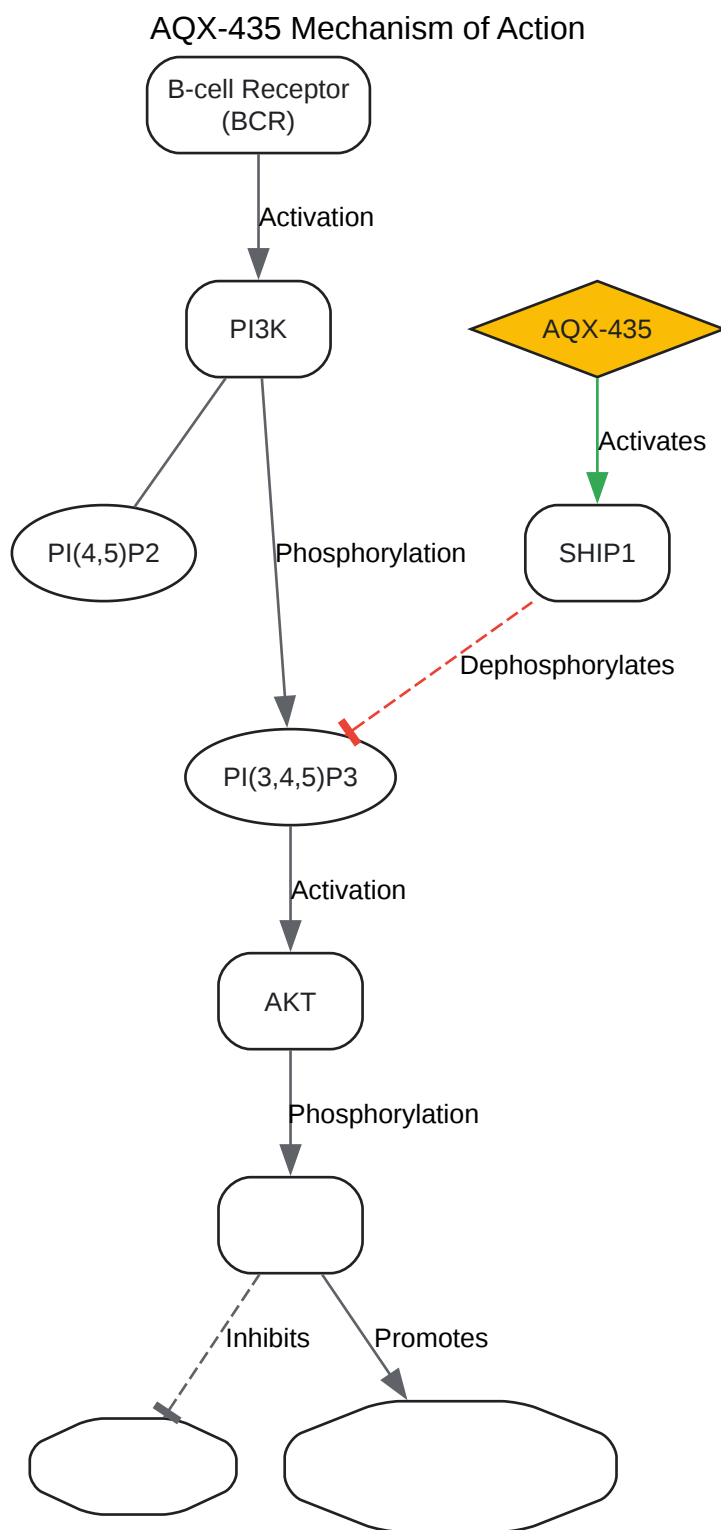 AQX-435 Mechanism of Action
B-cell Receptor
(BCR)
Activation
PI3K
AQX-435
Activates
PI(4,5)P2
Phosphorylation
SHIP1
Dephosphorylates
PI(3,4,5)P3
Activation
AKT
Phosphorylation
Inhibits
Promotes